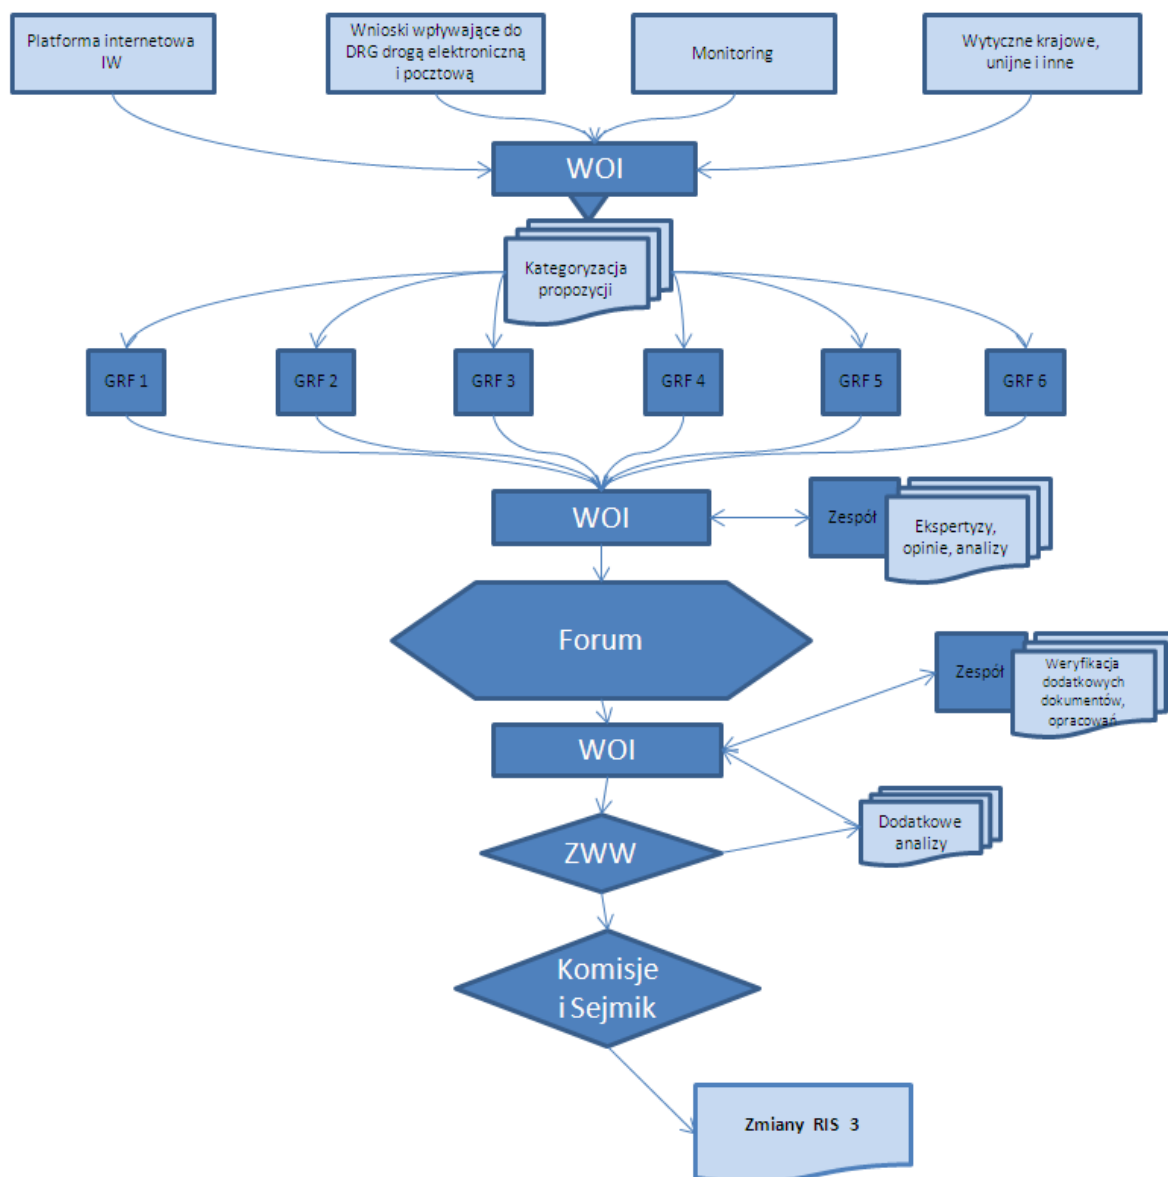 Platforma internetowa
IW
Wnioski wpływające do
DRG drogą elektroniczną
i pocztową
Monitoring
Wytyczne krajowe,
unijne i inne
WOI
Kategoryzacja
propozycji
GRF 1
GRF 2
GRF 3
GRF 4
GRF 5
GRF 6
WOI
Zespół
Ekspertyzy,
opinie, analizy
Forum
Zespół
Weryfikacja
dodatkowych
dokumentów,
opracowań
WOI
Dodatkowe
analizy
ZWW
Komisje
i Sejmik
Zmiany RIS 3